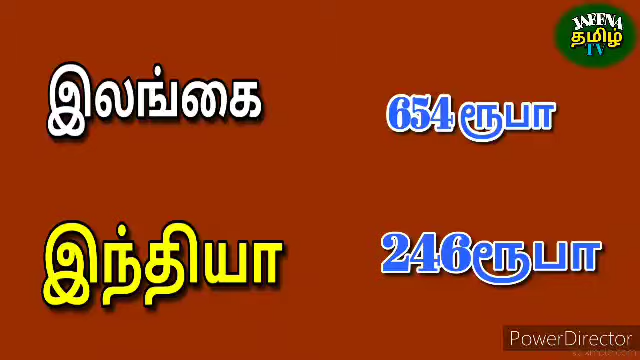 JAFFNA
தமிழ்
TV
இலங்கை 654 ரூபா
இந்தியா 246ரூபா
PowerDirector